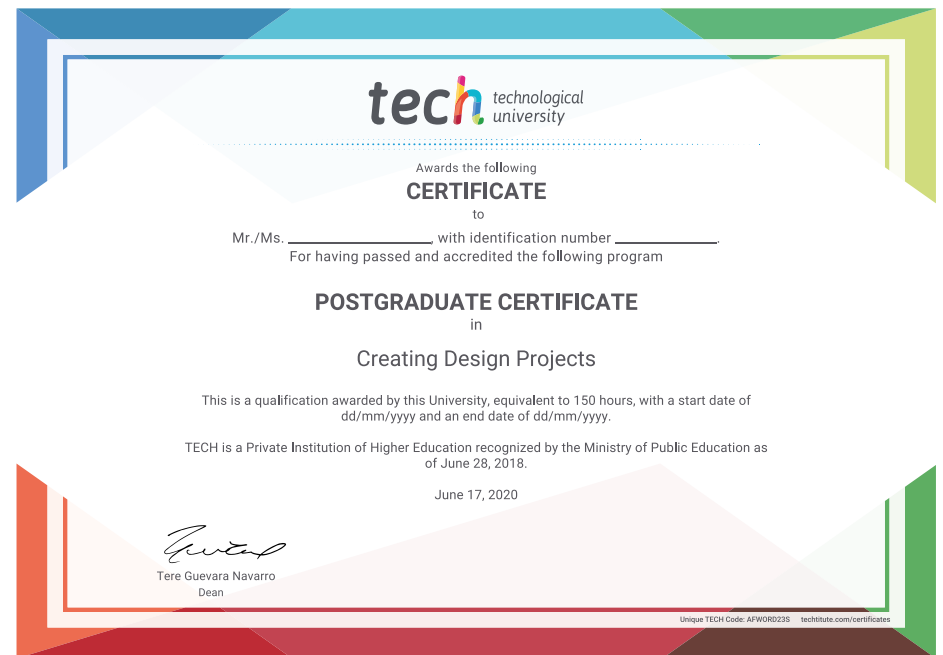 tech technological
university
Awards the following
CERTIFICATE
to
Mr./Ms. ____________________, with identification number ______________.
For having passed and accredited the following program
POSTGRADUATE CERTIFICATE
in
Creating Design Projects
This is a qualification awarded by this University, equivalent to 150 hours, with a start date of
dd/mm/yyyy and an end date of dd/mm/yyyy.
TECH is a Private Institution of Higher Education recognized by the Ministry of Public Education as
of June 28, 2018.
June 17, 2020
Tere Guevara Navarro
Dean
Unique TECH Code: AFWORD23S techtitute.com/certificates